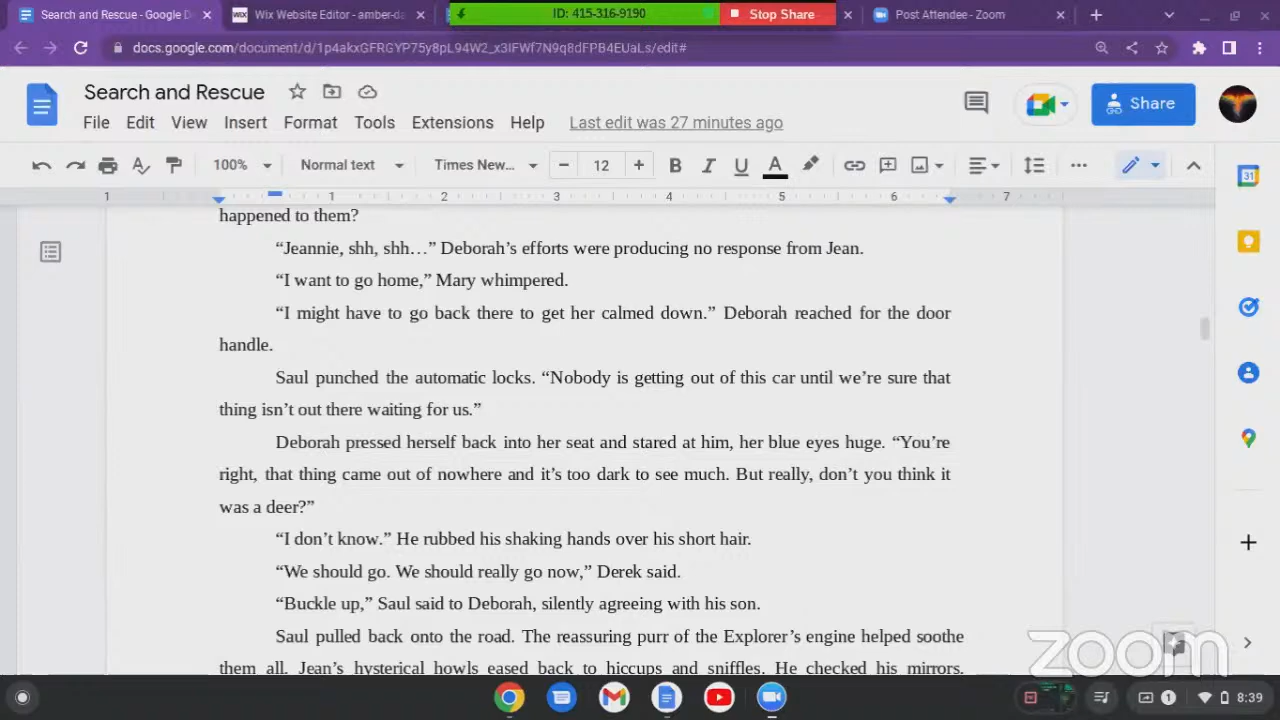 Search and Rescue - Google D
Wix Website Editor - amber-da
ID: 415-316-9190
Stop Share
Post Attendee - Zoom
docs.google.com/document/d/1p4akxGFRGYP75y8pL94W2_x3IFWf7N9q8dFPB4EUaLs/edit#
Search and Rescue
Share
File Edit View Insert Format Tools Extensions Help Last edit was 27 minutes ago
100% Normal text Times New... 12 B I U A
1 1 2 3 4 5 6 7
happened to them?
“Jeannie, shh, shh…” Deborah’s efforts were producing no response from Jean.
“I want to go home,” Mary whimpered.
“I might have to go back there to get her calmed down.” Deborah reached for the door
handle.
Saul punched the automatic locks. “Nobody is getting out of this car until we’re sure that
thing isn’t out there waiting for us.”
Deborah pressed herself back into her seat and stared at him, her blue eyes huge. “You’re
right, that thing came out of nowhere and it’s too dark to see much. But really, don’t you think it
was a deer?”
“I don’t know.” He rubbed his shaking hands over his short hair.
“We should go. We should really go now,” Derek said.
“Buckle up,” Saul said to Deborah, silently agreeing with his son.
Saul pulled back onto the road. The reassuring purr of the Explorer’s engine helped soothe
them all. Jean’s hysterical howls eased back to hiccups and sniffles. He checked his mirrors.
zoom
1 8:39